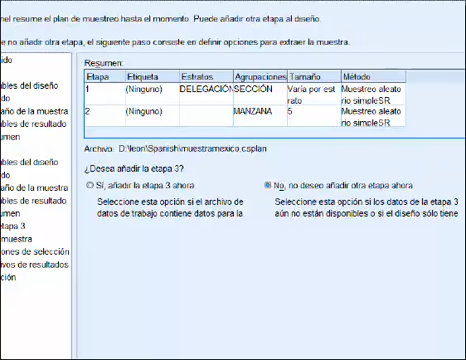 nel resume el plan de muestreo hasta el momento. Puede añadir otra etapa al diseño.
e no añadir otra etapa, el siguiente paso consiste en definir opciones para extraer la muestra.
ido
bles del diseño
do
año de la muestra
bles de resultado
umen
bles del diseño
do
año de la muestra
bles de resultado
umen
tapa 3
muestra
ones de selección
ivos de resultados
ción
Resumen:
Etapa Etiqueta Estratos Agrupaciones Tamaño Método
1 (Ninguno) DELEGACIÓN SECCIÓN Varía por est Muestreo aleato
rato rio simpleSR
2 (Ninguno) MANZANA 5 Muestreo aleato
rio simpleSR
Archivo: D:\leon\Spanish\muestramexico.csplan
¿Desea añadir la etapa 3?
Sí, añadir la etapa 3 ahora
Seleccione esta opción si el archivo de
datos de trabajo contiene datos para la
No, no deseo añadir otra etapa ahora
Seleccione esta opción si los datos de la etapa 3
aún no están disponibles o si el diseño sólo tiene